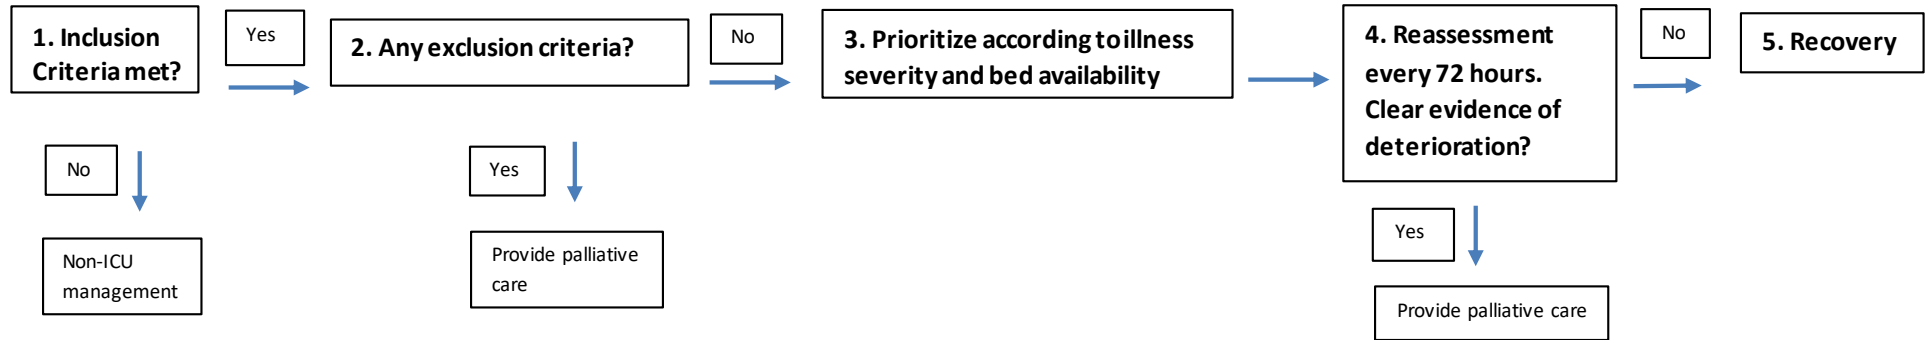 1. Inclusion
Criteria met?
Yes
2. Any exclusion criteria?
No
3. Prioritize according to illness
severity and bed availability
4. Reassessment
every 72 hours.
Clear evidence of
deterioration?
No
5. Recovery
No
Non-ICU
management
Yes
Provide palliative
care
Yes
Provide palliative care